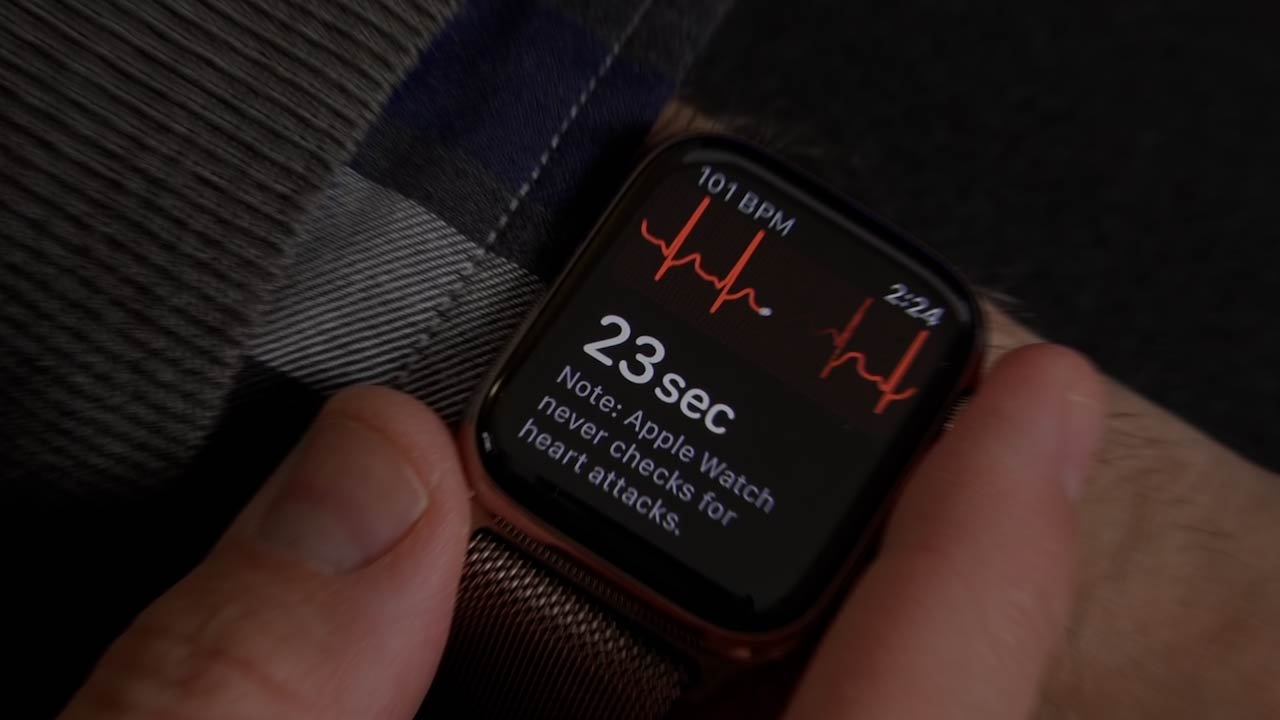 101 BPM
2:24
23 sec
Note: Apple Watch
never checks for
heart attacks.